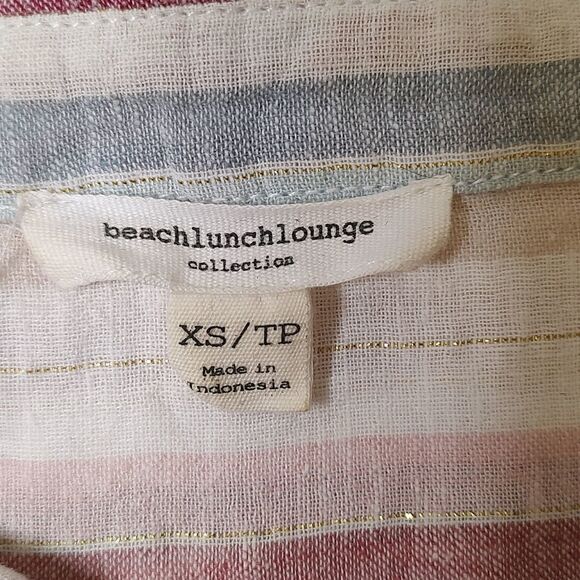 beachlunchlounge
collection
XS/TP
Made in
Indonesia